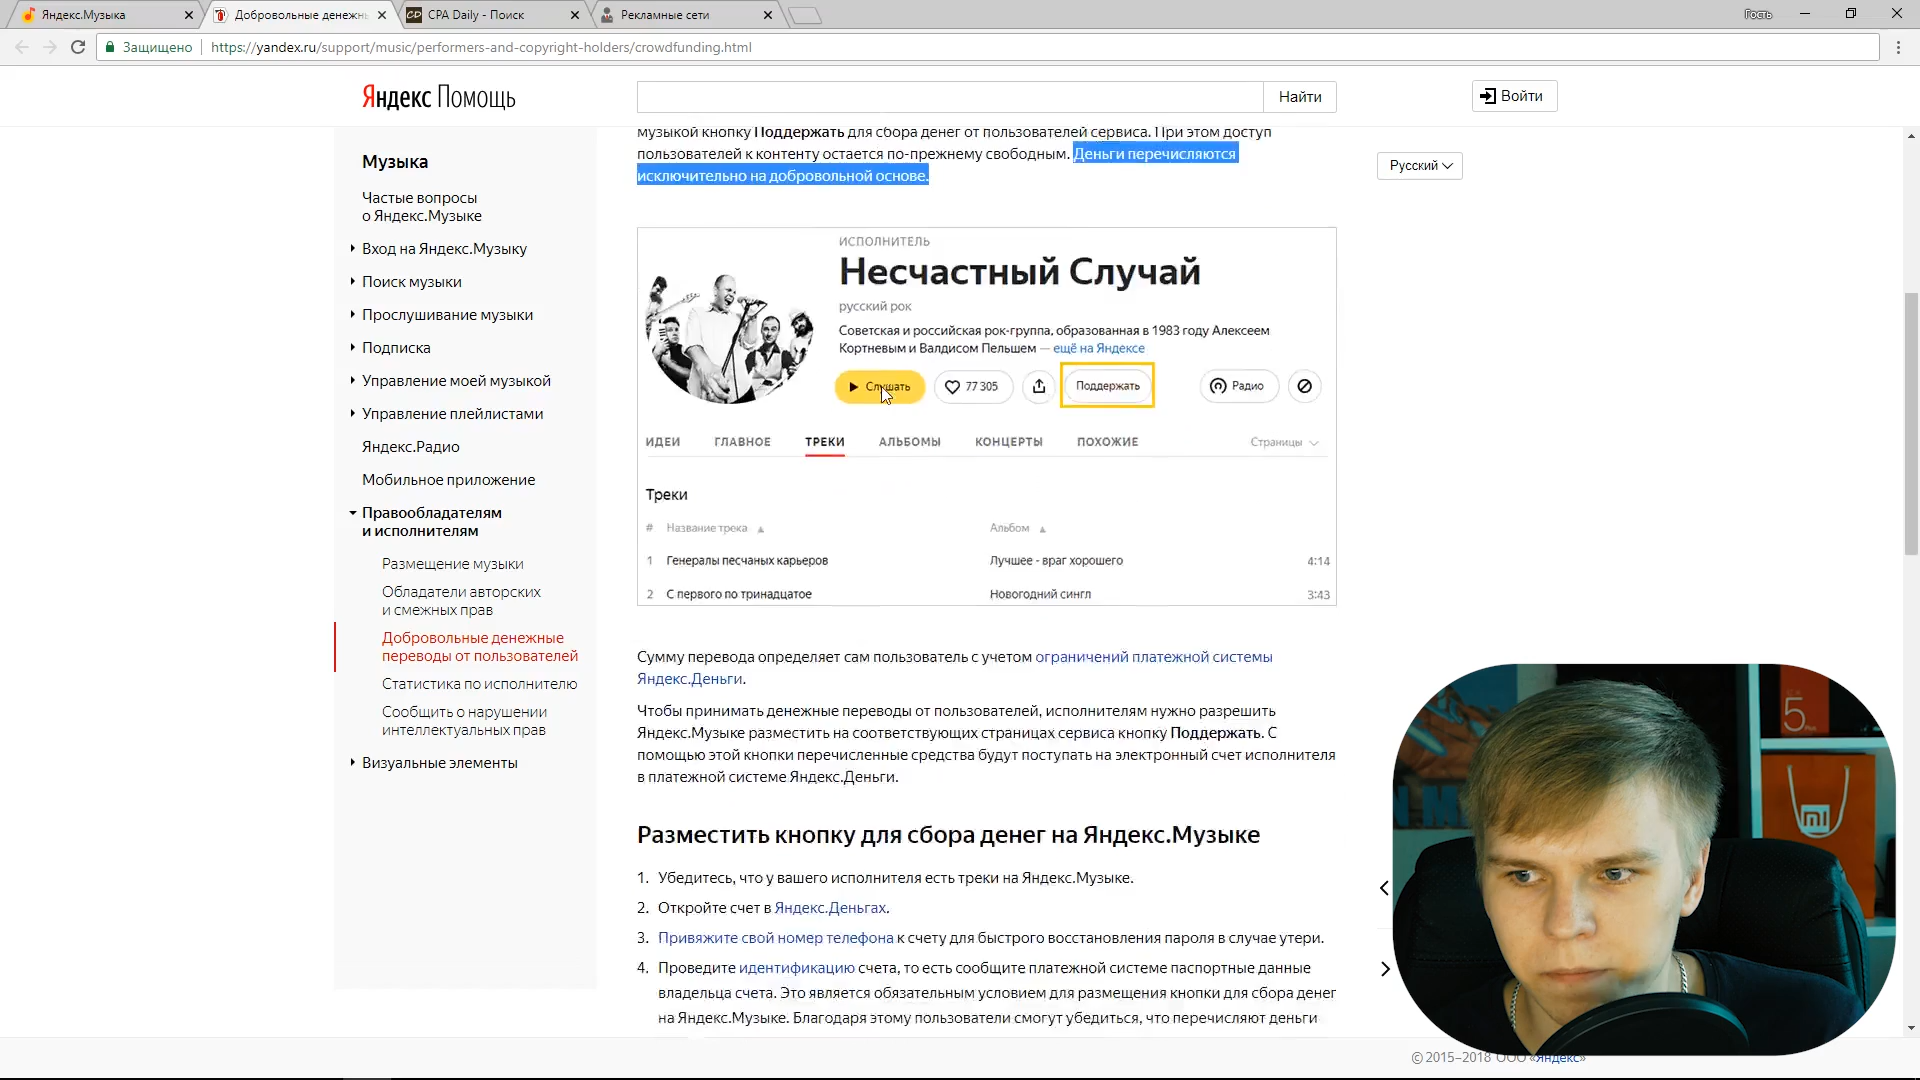 Яндекс.Музыка
Добровольные денежн
CPA Daily - Поиск
Рекламные сети
Гость
Защищено
https://yandex.ru/support/music/performers-and-copyright-holders/crowdfunding.html
Яндекс Помощь
Найти
Войти
Русский
Музыка
Частые вопросы
о Яндекс.Музыке
Вход на Яндекс.Музыку
Поиск музыки
Прослушивание музыки
Подписка
Управление моей музыкой
Управление плейлистами
Яндекс.Радио
Мобильное приложение
Правообладателям
и исполнителям
Размещение музыки
Обладатели авторских
и смежных прав
Добровольные денежные
переводы от пользователей
Статистика по исполнителю
Сообщить о нарушении
интеллектуальных прав
Визуальные элементы
музыкой кнопку Поддержать для сбора денег от пользователей сервиса. При этом доступ
пользователей к контенту остается по-прежнему свободным. Деньги перечисляются
исключительно на добровольной основе.
ИСПОЛНИТЕЛЬ
Несчастный Случай
русский рок
Советская и российская рок-группа, образованная в 1983 году Алексеем
Кортневым и Валдисом Пельшем — ещё на Яндексе
Слушать
77 305
Поддержать
Радио
ИДЕИ ГЛАВНОЕ ТРЕКИ АЛЬБОМЫ КОНЦЕРТЫ ПОХОЖИЕ Страницы
Треки
# Название трека Альбом
1 Генералы песчаных карьеров Лучшее - враг хорошего 4:14
2 С первого по тринадцатое Новогодний сингл 3:43
Сумму перевода определяет сам пользователь с учетом ограничений платежной системы
Яндекс.Деньги.
Чтобы принимать денежные переводы от пользователей, исполнителям нужно разрешить
Яндекс.Музыке разместить на соответствующих страницах сервиса кнопку Поддержать. С
помощью этой кнопки перечисленные средства будут поступать на электронный счет исполнителя
в платежной системе Яндекс.Деньги.
Разместить кнопку для сбора денег на Яндекс.Музыке
1. Убедитесь, что у вашего исполнителя есть треки на Яндекс.Музыке.
2. Откройте счет в Яндекс.Деньгах.
3. Привяжите свой номер телефона к счету для быстрого восстановления пароля в случае утери.
4. Проведите идентификацию счета, то есть сообщите платежной системе паспортные данные
владельца счета. Это является обязательным условием для размещения кнопки для сбора денег
на Яндекс.Музыке. Благодаря этому пользователи смогут убедиться, что перечисляют деньги
5
© 2015–2018 ООО «Яндекс»